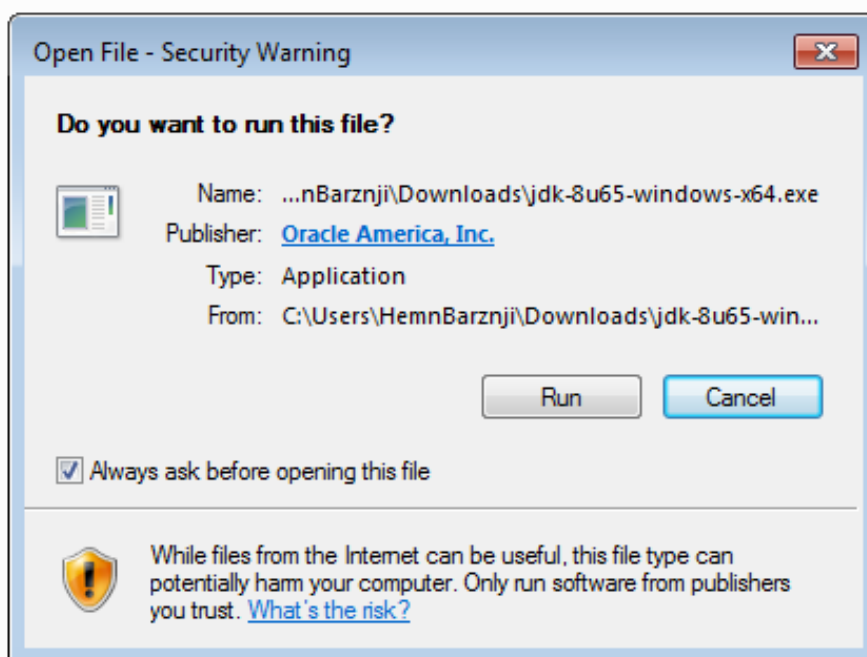 Open File - Security Warning
Do you want to run this file?
Name: ...nBarznji\Downloads\jdk-8u65-windows-x64.exe
Publisher: Oracle America, Inc.
Type: Application
From: C:\Users\HemnBarznji\Downloads\jdk-8u65-win...
Run Cancel
Always ask before opening this file
While files from the Internet can be useful, this file type can
potentially harm your computer. Only run software from publishers
you trust. What's the risk?